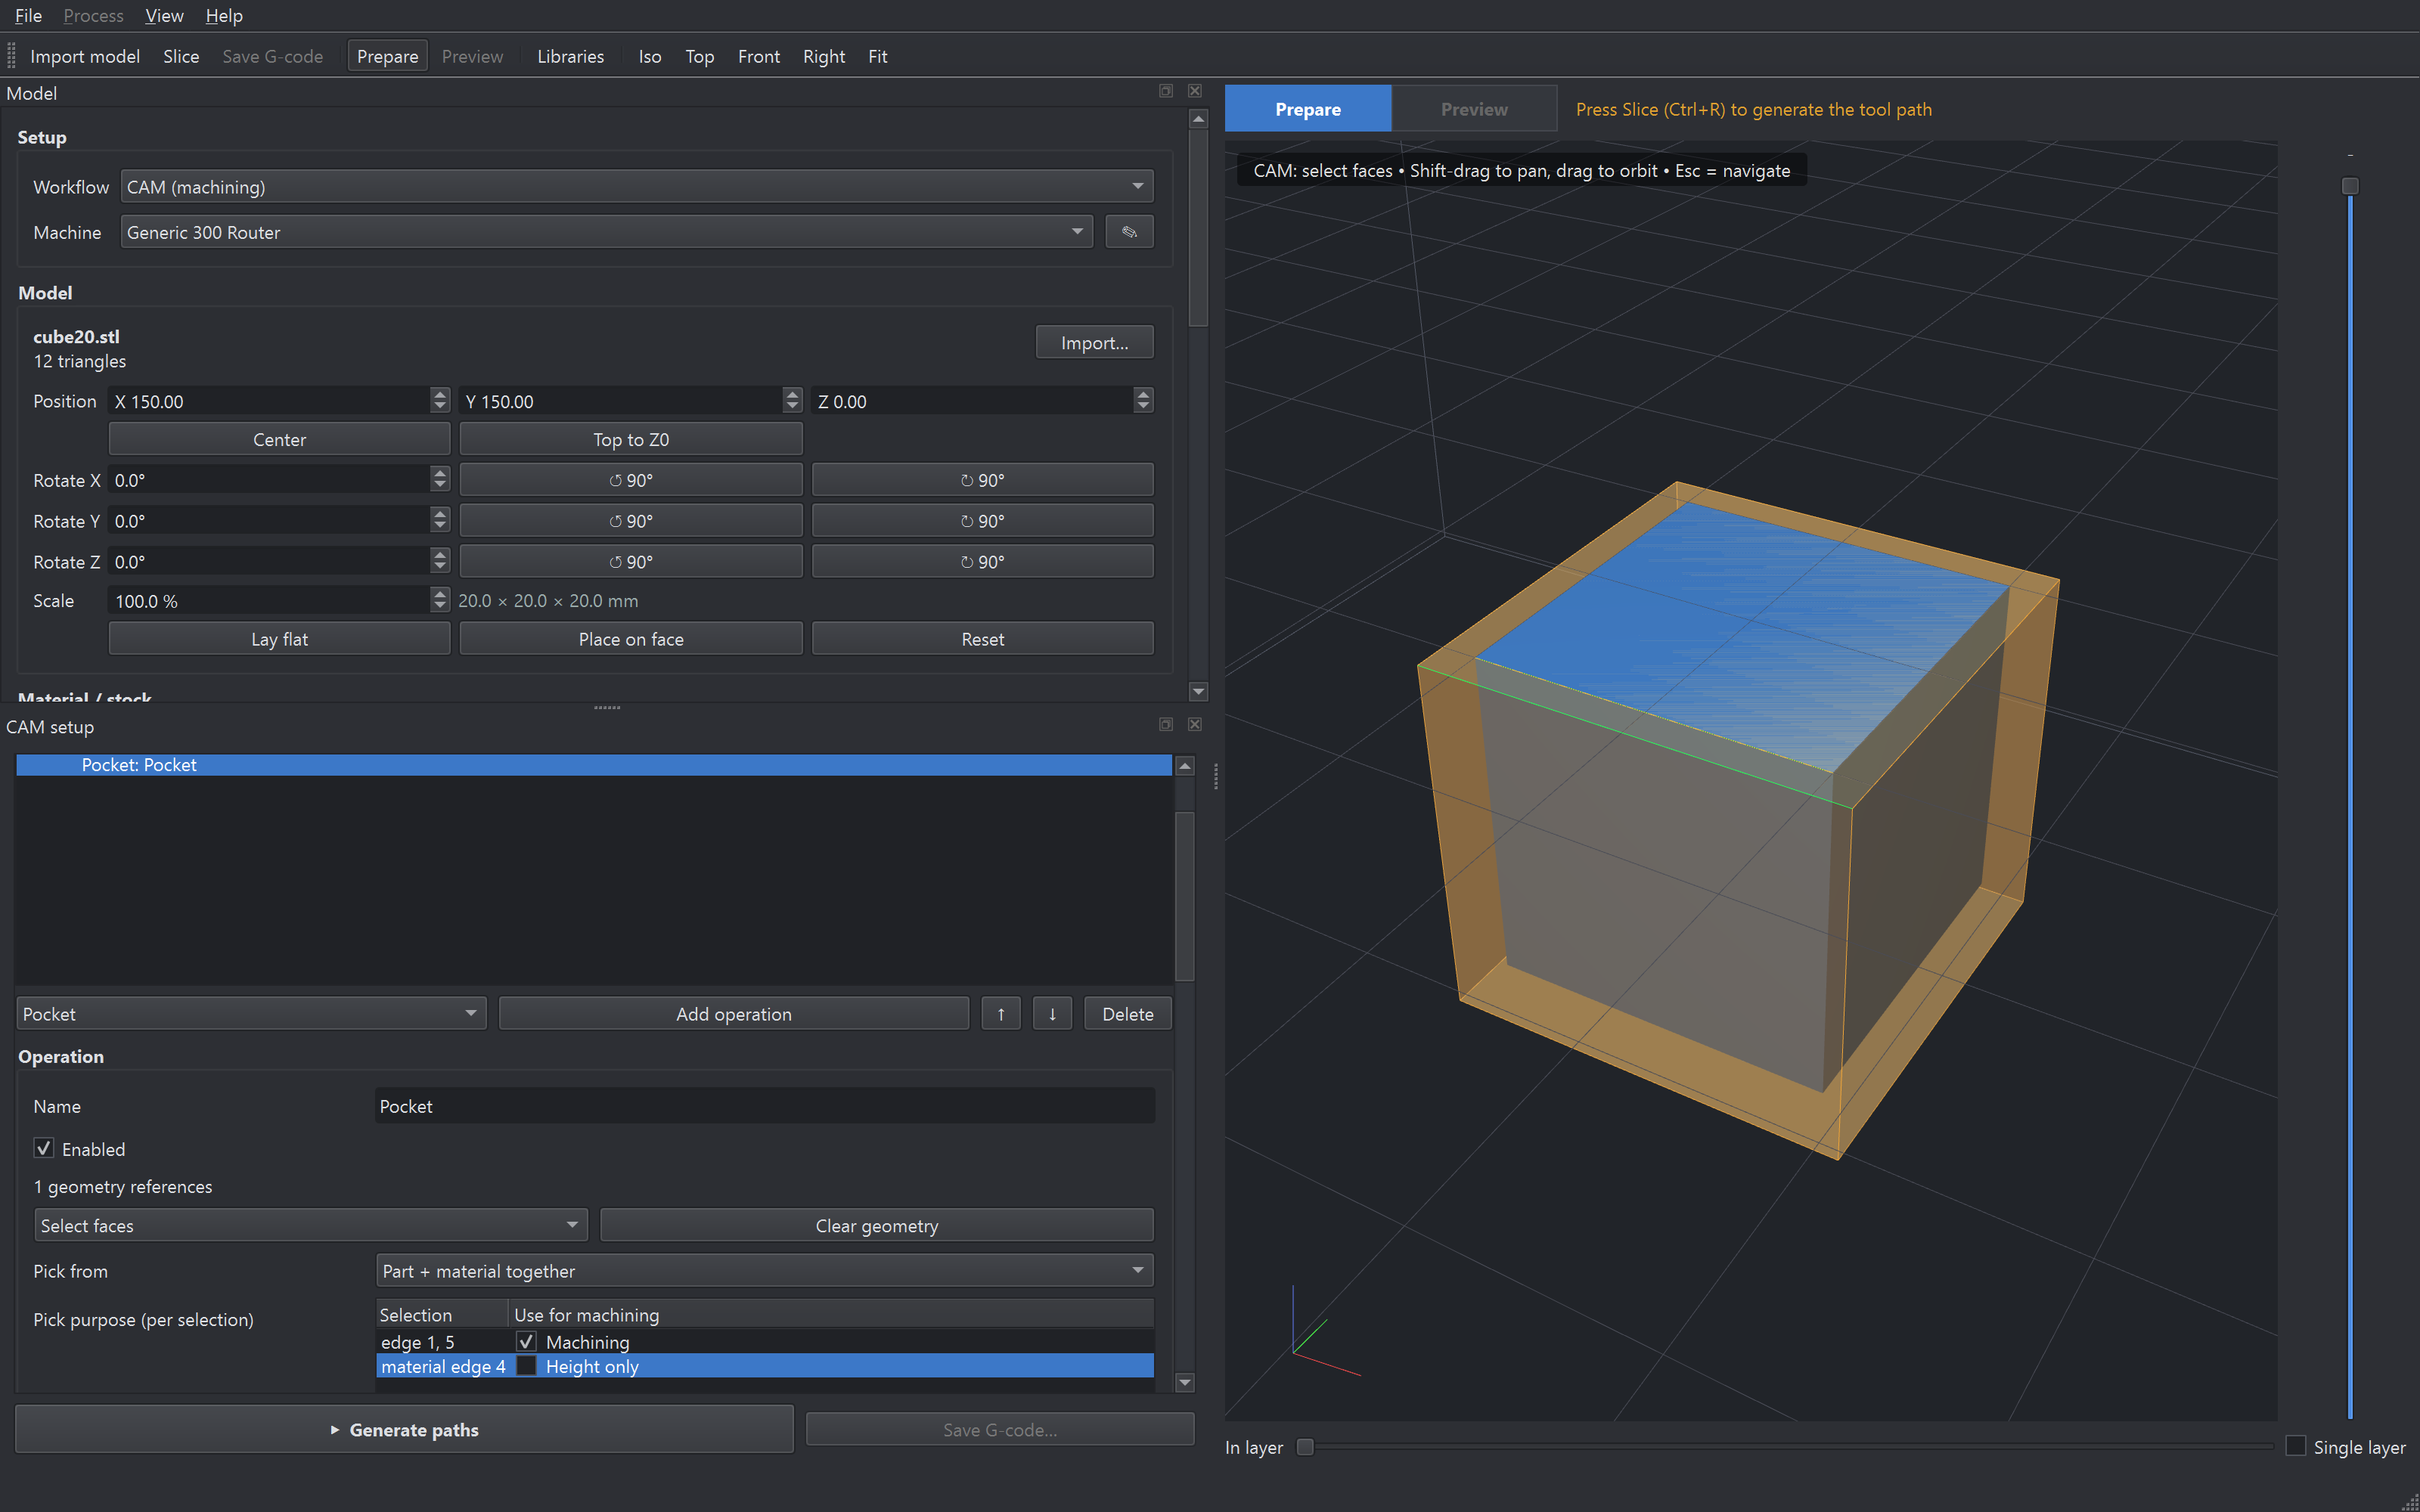 File Process View Help
Import model Slice Save G-code Prepare Preview Libraries Iso Top Front Right Fit
Model
Setup
Workflow CAM (machining)
Machine Generic 300 Router
Model
cube20.stl
12 triangles
Import...
Position X 150.00 Y 150.00 Z 0.00
Center Top to Z0
Rotate X 0.0° ↺ 90° ↻ 90°
Rotate Y 0.0° ↺ 90° ↻ 90°
Rotate Z 0.0° ↺ 90° ↻ 90°
Scale 100.0 % 20.0 × 20.0 × 20.0 mm
Lay flat Place on face Reset
Material / stock
CAM setup
Pocket: Pocket
Pocket Add operation ↑ ↓ Delete
Operation
Name Pocket
Enabled
1 geometry references
Select faces Clear geometry
Pick from Part + material together
Pick purpose (per selection) Selection Use for machining
edge 1, 5 Machining
material edge 4 Height only
Generate paths Save G-code...
Prepare Preview Press Slice (Ctrl+R) to generate the tool path
CAM: select faces • Shift-drag to pan, drag to orbit • Esc = navigate
In layer Single layer